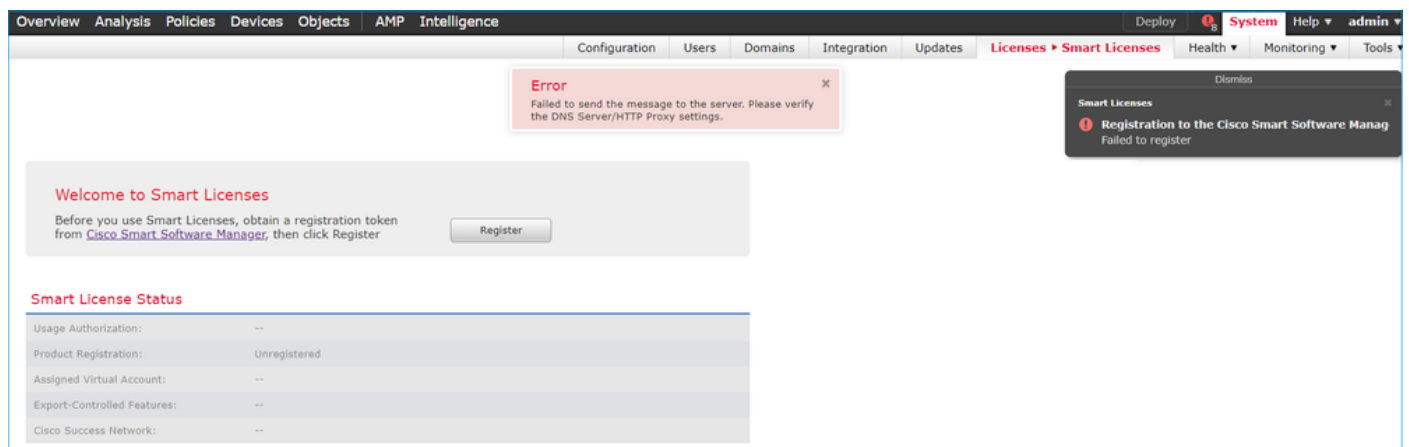 Overview Analysis Policies Devices Objects AMP Intelligence Deploy 8 System Help ▾ admin ▾
Configuration Users Domains Integration Updates Licenses ▸ Smart Licenses Health ▾ Monitoring ▾ Tools ▾
Error ×
Failed to send the message to the server. Please verify
the DNS Server/HTTP Proxy settings.
Dismiss
Smart Licenses ×
Registration to the Cisco Smart Software Manag
Failed to register
Welcome to Smart Licenses
Before you use Smart Licenses, obtain a registration token
from Cisco Smart Software Manager, then click Register
Register
Smart License Status
Usage Authorization: --
Product Registration: Unregistered
Assigned Virtual Account: --
Export-Controlled Features: --
Cisco Success Network: --